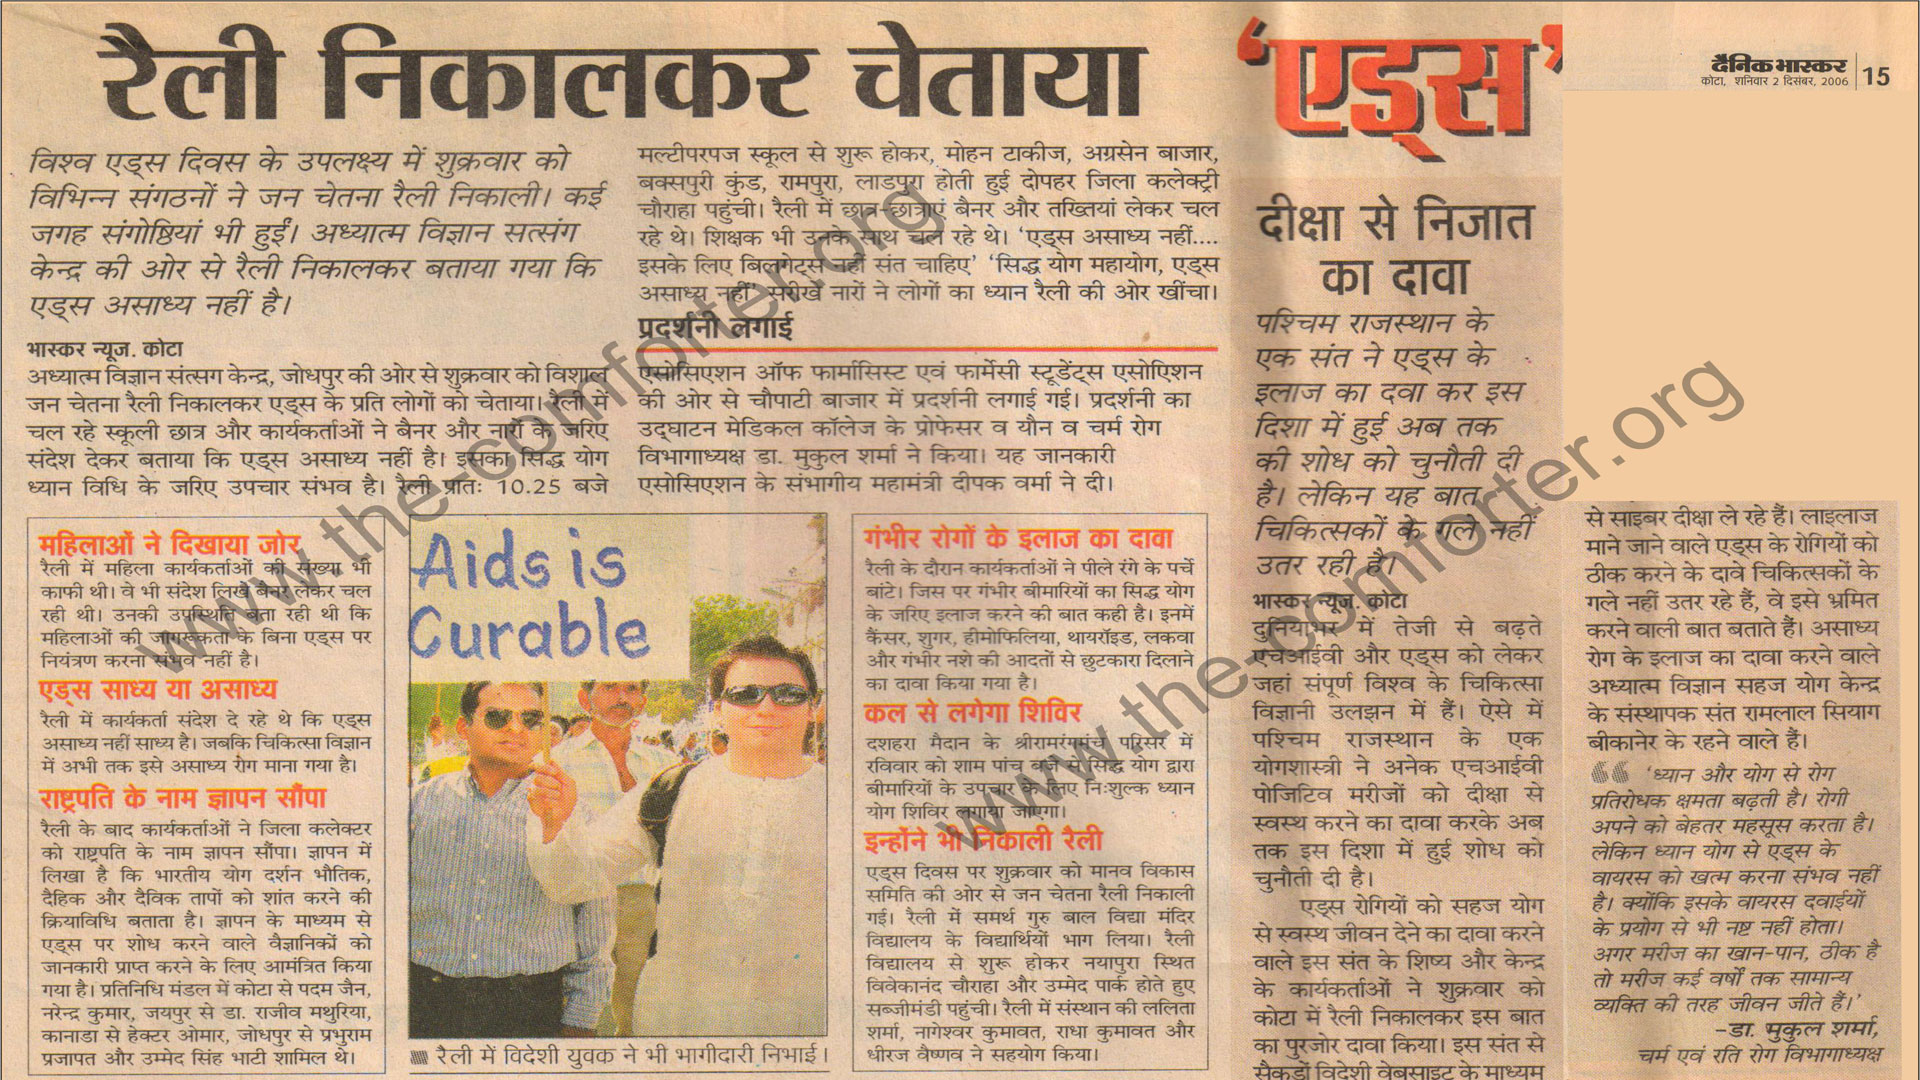 रैली निकालकर चेताया
विश्व एड्स दिवस के उपलक्ष्य में शुक्रवार को
विभिन्न संगठनों ने जन चेतना रैली निकाली। कई
जगह संगोष्ठियां भी हुईं। अध्यात्म विज्ञान सत्संग
केन्द्र की ओर से रैली निकालकर बताया गया कि
एड्स असाध्य नहीं है।
भास्कर न्यूज. कोटा
अध्यात्म विज्ञान संत्सग केन्द्र, जोधपुर की ओर से शुक्रवार को विशाल
जन चेतना रैली निकालकर एड्स के प्रति लोगों को चेताया। रैली में
चल रहे स्कूली छात्र और कार्यकर्ताओं ने बैनर और नारों के जरिए
संदेश देकर बताया कि एड्स असाध्य नहीं है। इसका सिद्ध योग
ध्यान विधि के जरिए उपचार संभव है। रैली प्रातः 10.25 बजे
मल्टीपरपज स्कूल से शुरू होकर, मोहन टाकीज, अग्रसेन बाजार,
बक्सपुरी कुंड, रामपुरा, लाडपुरा होती हुई दोपहर जिला कलेक्ट्री
चौराहा पहुंची। रैली में छात्र-छात्राएं बैनर और तख्तियां लेकर चल
रहे थे। शिक्षक भी उनके साथ चल रहे थे। 'एड्स असाध्य नहीं....
इसके लिए बिलगेट्स नहीं संत चाहिए' 'सिद्ध योग महायोग, एड्स
असाध्य नहीं' सरीखे नारों ने लोगों का ध्यान रैली की ओर खींचा।
प्रदर्शनी लगाई
एसोसिएशन ऑफ फार्मासिस्ट एवं फार्मेसी स्टूडेंट्स एसोएिशन
की ओर से चौपाटी बाजार में प्रदर्शनी लगाई गई। प्रदर्शनी का
उद्घाटन मेडिकल कॉलेज के प्रोफेसर व यौन व चर्म रोग
विभागाध्यक्ष डा. मुकुल शर्मा ने किया। यह जानकारी
एसोसिएशन के संभागीय महामंत्री दीपक वर्मा ने दी।
महिलाओं ने दिखाया जोर
रैली में महिला कार्यकर्ताओं की संख्या भी
काफी थी। वे भी संदेश लिखे बैनर लेकर चल
रही थी। उनकी उपस्थिति बता रही थी कि
महिलाओं की जागरूकता के बिना एड्स पर
नियंत्रण करना संभव नहीं है।
एड्स साध्य या असाध्य
रैली में कार्यकर्ता संदेश दे रहे थे कि एड्स
असाध्य नहीं साध्य है। जबकि चिकित्सा विज्ञान
में अभी तक इसे असाध्य रोग माना गया है।
राष्ट्रपति के नाम ज्ञापन सौंपा
रैली के बाद कार्यकर्ताओं ने जिला कलेक्टर
को राष्ट्रपति के नाम ज्ञापन सौंपा। ज्ञापन में
लिखा है कि भारतीय योग दर्शन भौतिक,
दैहिक और दैविक तापों को शांत करने की
क्रियाविधि बताता है। ज्ञापन के माध्यम से
एड्स पर शोध करने वाले वैज्ञानिकों को
जानकारी प्राप्त करने के लिए आमंत्रित किया
गया है। प्रतिनिधि मंडल में कोटा से पदम जैन,
नरेन्द्र कुमार, जयपुर से डा. राजीव मथुरिया,
कानाडा से हेक्टर ओमार, जोधपुर से प्रभुराम
प्रजापत और उम्मेद सिंह भाटी शामिल थे।
Aids is
Curable
रैली में विदेशी युवक ने भी भागीदारी निभाई।
गंभीर रोगों के इलाज का दावा
रैली के दौरान कार्यकर्ताओं ने पीले रंगे के पर्चे
बांटे। जिस पर गंभीर बीमारियों का सिद्ध योग
के जरिए इलाज करने की बात कही है। इनमें
कैंसर, शुगर, हीमोफिलिया, थायरॉइड, लकवा
और गंभीर नशे की आदतों से छुटकारा दिलाने
का दावा किया गया है।
कल से लगेगा शिविर
दशहरा मैदान के श्रीरामरंगमंच परिसर में
रविवार को शाम पांच बजे से सिद्ध योग द्वारा
बीमारियों के उपचार के लिए निःशुल्क ध्यान
योग शिविर लगाया जाएगा।
इन्होंने भी निकाली रैली
एड्स दिवस पर शुक्रवार को मानव विकास
समिति की ओर से जन चेतना रैली निकाली
गई। रैली में समर्थ गुरु बाल विद्या मंदिर
विद्यालय के विद्यार्थियों भाग लिया। रैली
विद्यालय से शुरू होकर नयापुरा स्थित
विवेकानंद चौराहा और उम्मेद पार्क होते हुए
सब्जीमंडी पहुंची। रैली में संस्थान की ललिता
शर्मा, नागेश्वर कुमावत, राधा कुमावत और
धीरज वैष्णव ने सहयोग किया।
'एड्स'
दीक्षा से निजात
का दावा
पश्चिम राजस्थान के
एक संत ने एड्स के
इलाज का दवा कर इस
दिशा में हुई अब तक
की शोध को चुनौती दी
है। लेकिन यह बात
चिकित्सकों के गले नहीं
उतर रही है।
भास्कर न्यूज. कोटा
दुनियाभर में तेजी से बढ़ते
एचआईवी और एड्स को लेकर
जहां संपूर्ण विश्व के चिकित्सा
विज्ञानी उलझन में हैं। ऐसे में
पश्चिम राजस्थान के एक
योगशास्त्री ने अनेक एचआईवी
पोजिटिव मरीजों को दीक्षा से
स्वस्थ करने का दावा करके अब
तक इस दिशा में हुई शोध को
चुनौती दी है।
एड्स रोगियों को सहज योग
से स्वस्थ जीवन देने का दावा करने
वाले इस संत के शिष्य और केन्द्र
के कार्यकर्ताओं ने शुक्रवार को
कोटा में रैली निकालकर इस बात
का पुरजोर दावा किया। इस संत से
सैकड़ों विदेशी वेबसाइट के माध्यम
दैनिक भास्कर
कोटा, शनिवार 2 दिसंबर, 2006 15
से साइबर दीक्षा ले रहे हैं। लाइलाज
माने जाने वाले एड्स के रोगियों को
ठीक करने के दावे चिकित्सकों के
गले नहीं उतर रहे हैं, वे इसे भ्रमित
करने वाली बात बताते हैं। असाध्य
रोग के इलाज का दावा करने वाले
अध्यात्म विज्ञान सहज योग केन्द्र
के संस्थापक संत रामलाल सियाग
बीकानेर के रहने वाले हैं।
'ध्यान और योग से रोग
प्रतिरोधक क्षमता बढ़ती है। रोगी
अपने को बेहतर महसूस करता है।
लेकिन ध्यान योग से एड्स के
वायरस को खत्म करना संभव नहीं
है। क्योंकि इसके वायरस दवाईयों
के प्रयोग से भी नष्ट नहीं होता।
अगर मरीज का खान-पान, ठीक है
तो मरीज कई वर्षों तक सामान्य
व्यक्ति की तरह जीवन जीते हैं।'
-डा. मुकुल शर्मा,
चर्म एवं रति रोग विभागाध्यक्ष
www.the-comforter.org
www.the-comforter.org